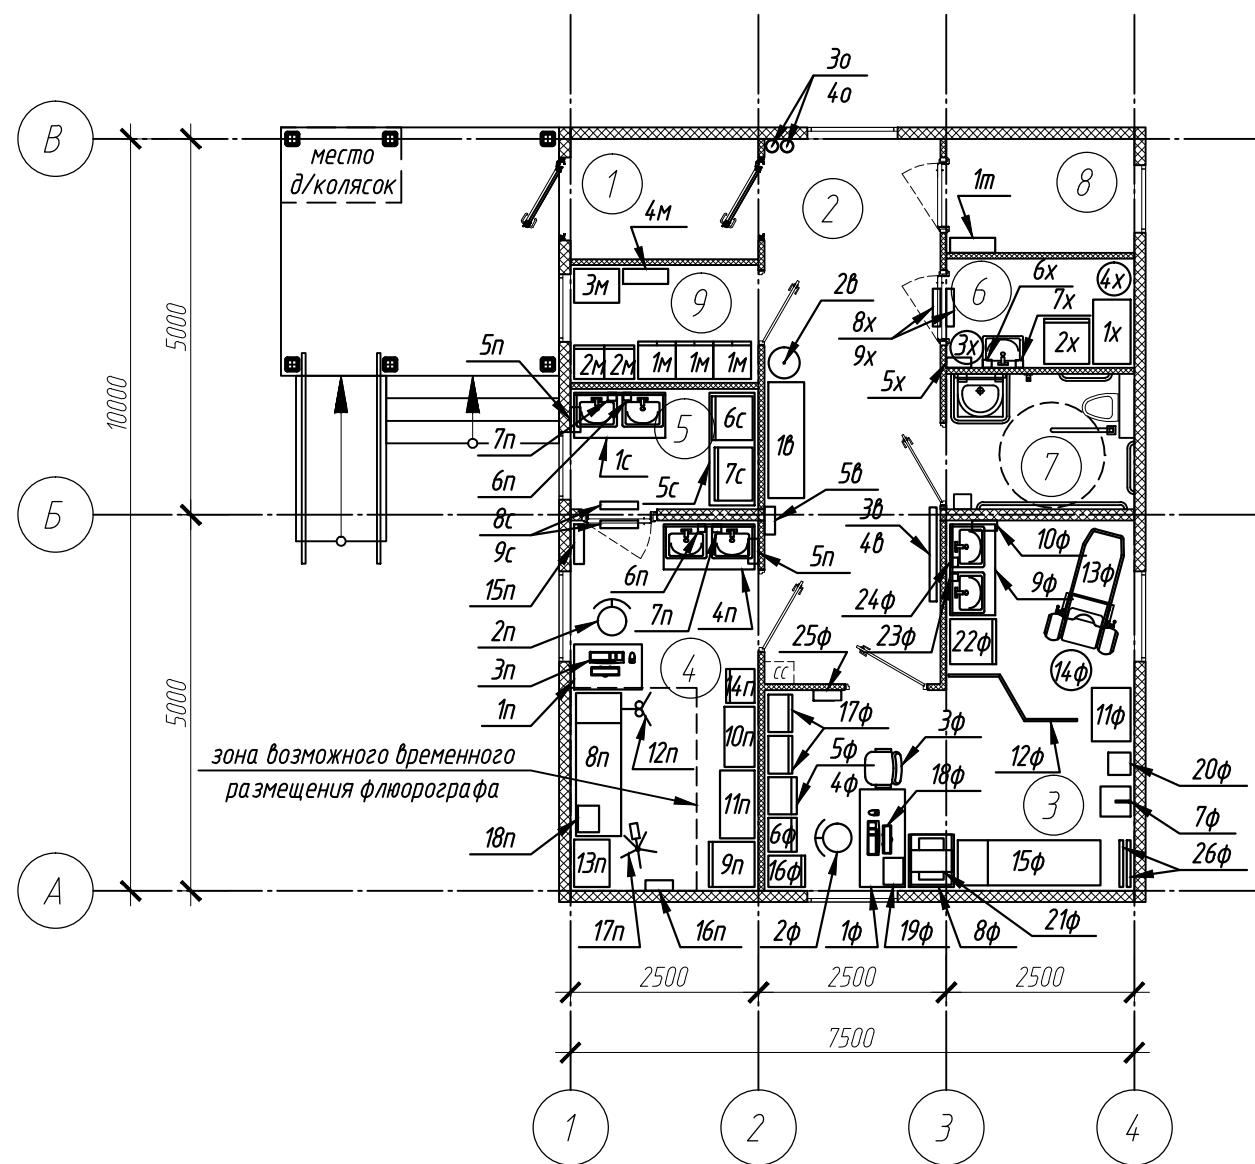 3о
4о
В
место
д/колясок
1
4м
2
1т
8
3м
9
6
6х
4х
7х
2в
8х
9х
3х
2х
1х
5х
5000
10000
5п
2м
2м
1м
1м
1м
7п
6п
1с
5с
5
6с
7с
1в
5в
3в
4в
7
Б
8с
9с
15п
6п
7п
4п
5п
24ф
23ф
10ф
9ф
13ф
22ф
14ф
2п
3п
1п
4
25ф
сс
14п
10п
11п
9п
12п
8п
18п
13п
5000
зона возможного временного
размещения флюорографа
17ф
5ф
4ф
3ф
18ф
6ф
16ф
12ф
11ф
20ф
7ф
3
15ф
26ф
А
17п
16п
2ф
1ф
19ф
8ф
21ф
2500
2500
2500
7500
1
2
3
4